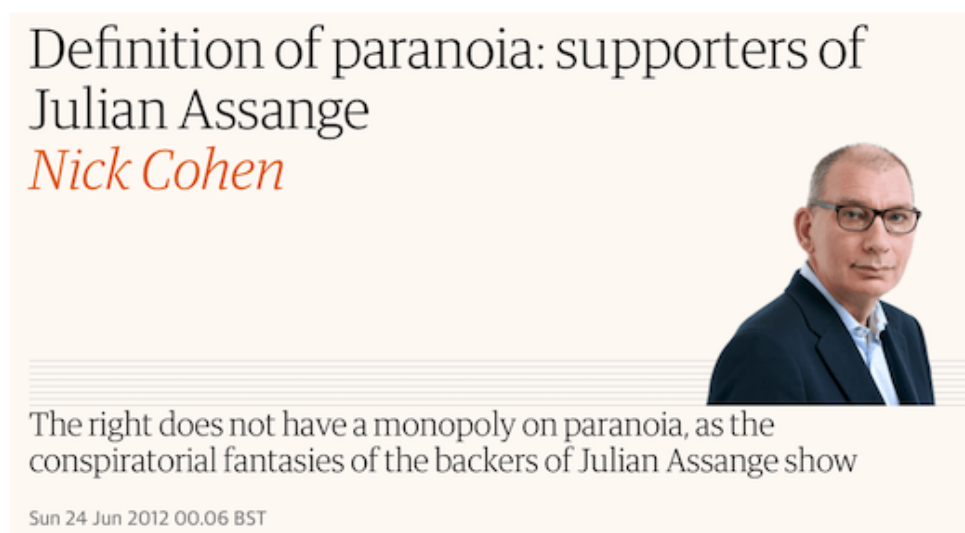 Definition of paranoia: supporters of
Julian Assange
Nick Cohen
The right does not have a monopoly on paranoia, as the
conspiratorial fantasies of the backers of Julian Assange show
Sun 24 Jun 2012 00.06 BST